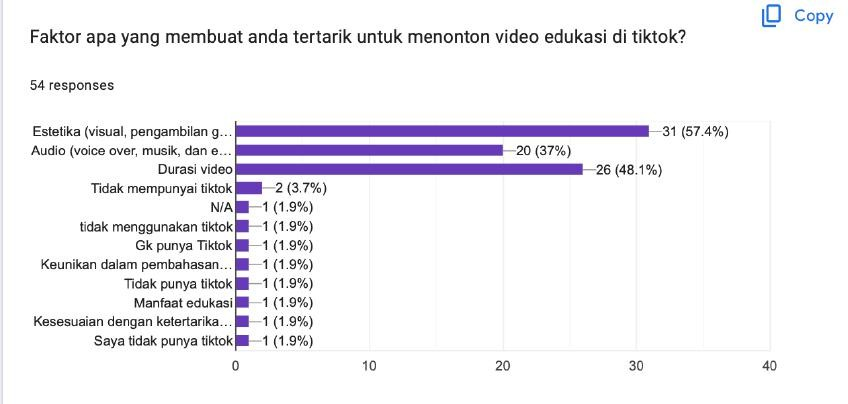 Copy
Faktor apa yang membuat anda tertarik untuk menonton video edukasi di tiktok?
54 responses
Estetika (visual, pengambilan g... 31 (57.4%)
Audio (voice over, musik, dan e... 20 (37%)
Durasi video 26 (48.1%)
Tidak mempunyai tiktok 2 (3.7%)
N/A 1 (1.9%)
tidak menggunakan tiktok 1 (1.9%)
Gk punya Tiktok 1 (1.9%)
Keunikan dalam pembahasan... 1 (1.9%)
Tidak punya tiktok 1 (1.9%)
Manfaat edukasi 1 (1.9%)
Kesesuaian dengan ketertarika... 1 (1.9%)
Saya tidak punya tiktok 1 (1.9%)
0 10 20 30 40